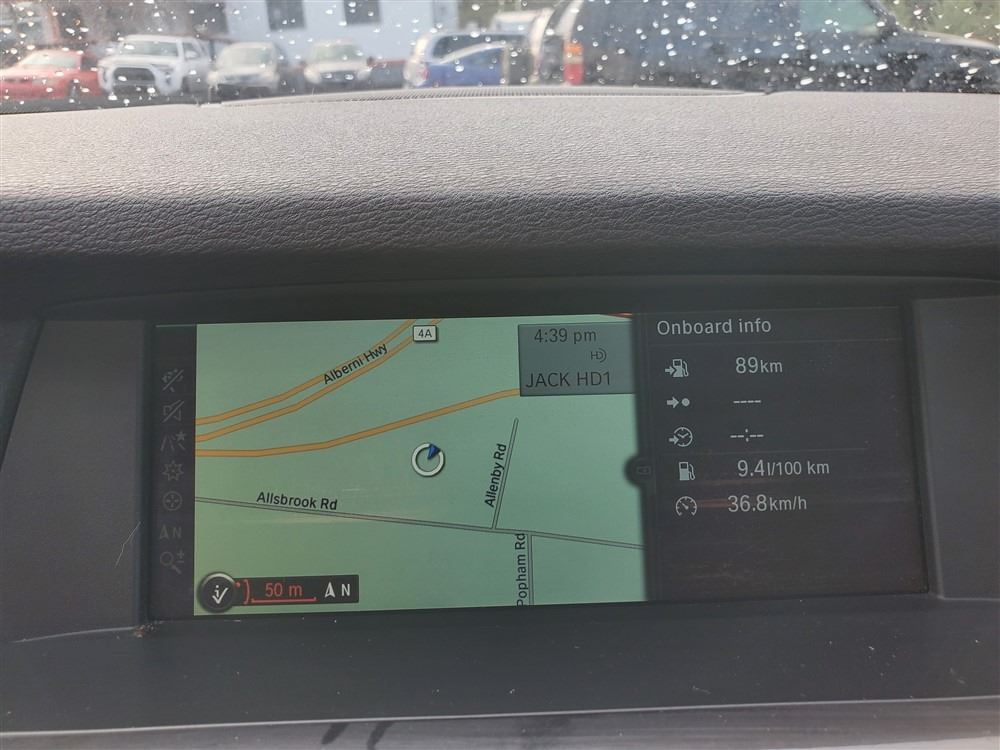 4A
Alberni Hwy
4:39 pm
HD
JACK HD1
Allenby Rd
Allsbrook Rd
Popham Rd
50 m
N
N
Onboard info
89km
----
--:--
9.4l/100 km
36.8km/h